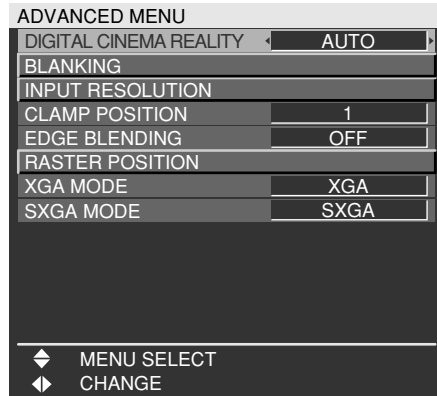 ADVANCED MENU
DIGITAL CINEMA REALITY AUTO
BLANKING
INPUT RESOLUTION
CLAMP POSITION 1
EDGE BLENDING OFF
RASTER POSITION
XGA MODE XGA
SXGA MODE SXGA
MENU SELECT
CHANGE